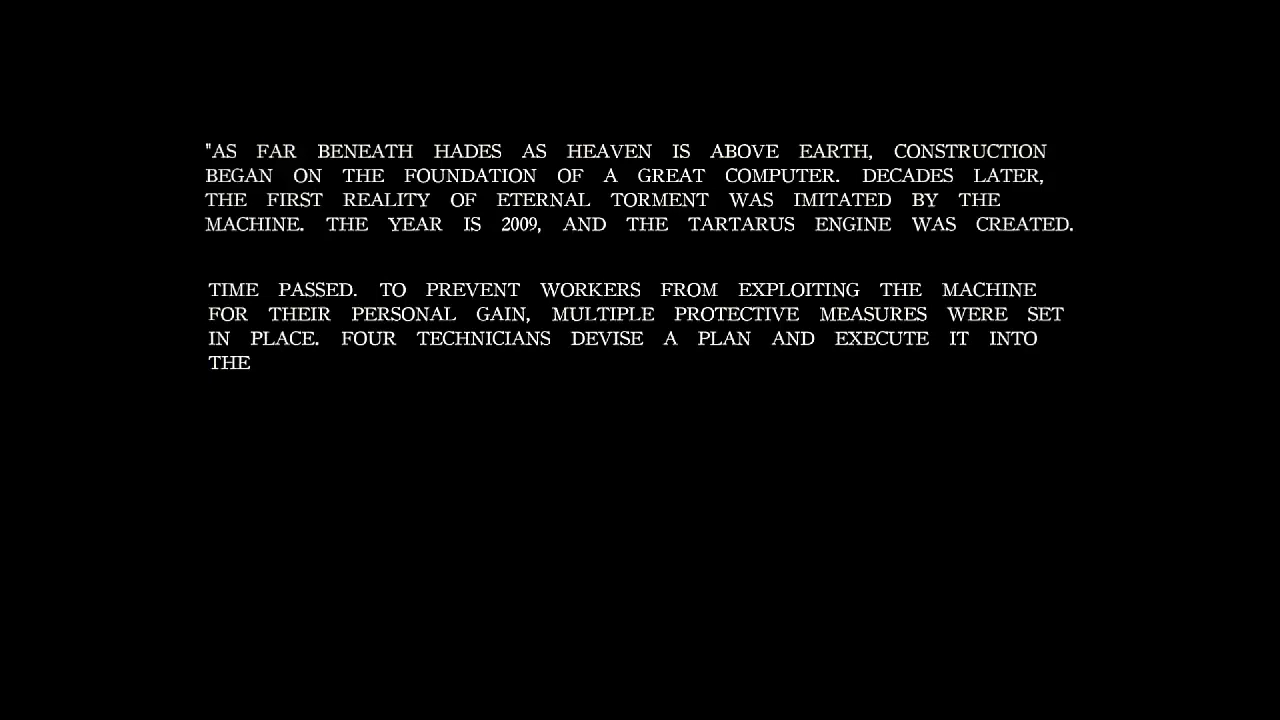 "AS FAR BENEATH HADES AS HEAVEN IS ABOVE EARTH, CONSTRUCTION
BEGAN ON THE FOUNDATION OF A GREAT COMPUTER. DECADES LATER,
THE FIRST REALITY OF ETERNAL TORMENT WAS IMITATED BY THE
MACHINE. THE YEAR IS 2009, AND THE TARTARUS ENGINE WAS CREATED.
TIME PASSED. TO PREVENT WORKERS FROM EXPLOITING THE MACHINE
FOR THEIR PERSONAL GAIN, MULTIPLE PROTECTIVE MEASURES WERE SET
IN PLACE. FOUR TECHNICIANS DEVISE A PLAN AND EXECUTE IT INTO
THE